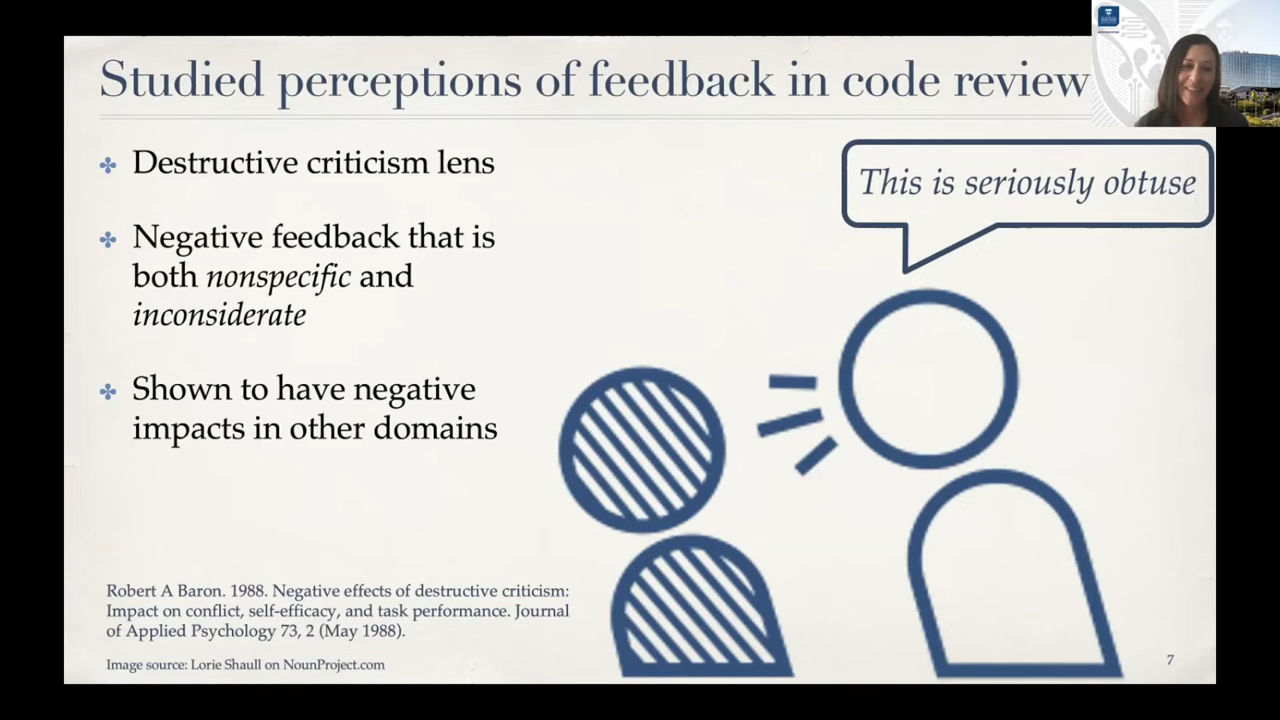 Studied perceptions of feedback in code review
Destructive criticism lens
Negative feedback that is
both nonspecific and
inconsiderate
Shown to have negative
impacts in other domains
This is seriously obtuse
Robert A Baron. 1988. Negative effects of destructive criticism:
Impact on conflict, self-efficacy, and task performance. Journal
of Applied Psychology 73, 2 (May 1988).
Image source: Lorie Shaull on NounProject.com
7